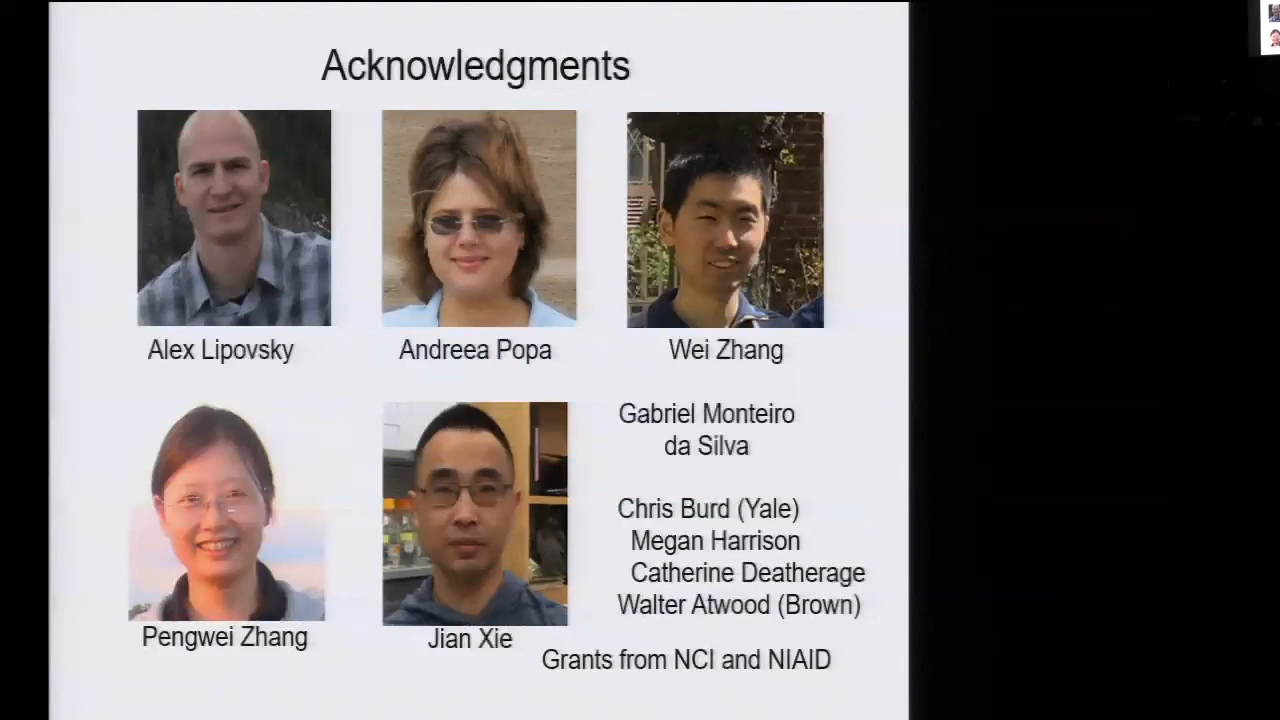 Acknowledgments
Alex Lipovsky
Andreea Popa
Wei Zhang
Gabriel Monteiro
da Silva
Chris Burd (Yale)
Megan Harrison
Catherine Deatherage
Walter Atwood (Brown)
Pengwei Zhang
Jian Xie
Grants from NCI and NIAID